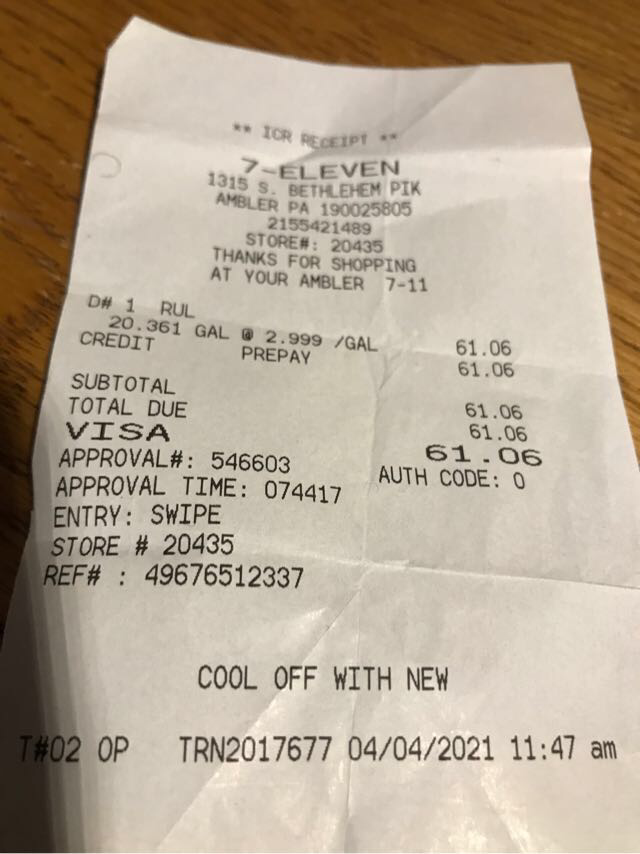 ** ICR RECEIPT **
7-ELEVEN
1315 S. BETHLEHEM PIK
AMBLER PA 190025805
2155421489
STORE#: 20435
THANKS FOR SHOPPING
AT YOUR AMBLER 7-11
D# 1 RUL
20.361 GAL @ 2.999 /GAL 61.06
CREDIT PREPAY 61.06
SUBTOTAL 61.06
TOTAL DUE 61.06
VISA 61.06
APPROVAL#: 546603 AUTH CODE: 0
APPROVAL TIME: 074417
ENTRY: SWIPE
STORE # 20435
REF# : 49676512337
COOL OFF WITH NEW
T#02 OP TRN2017677 04/04/2021 11:47 am